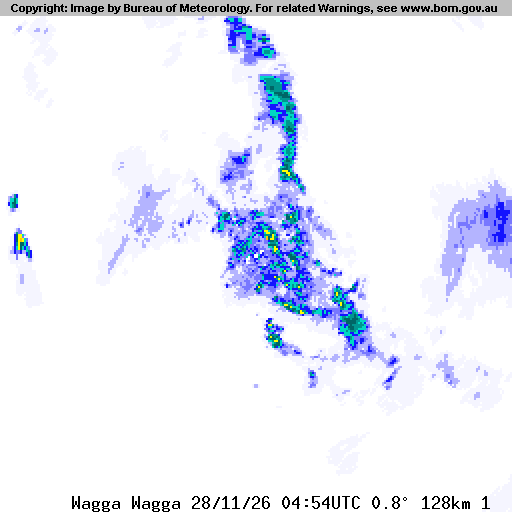 Copyright: Image by Bureau of Meteorology. For related Warnings, see www.bom.gov.au
Wagga Wagga 28/11/26 04:54UTC 0.8° 128km 1